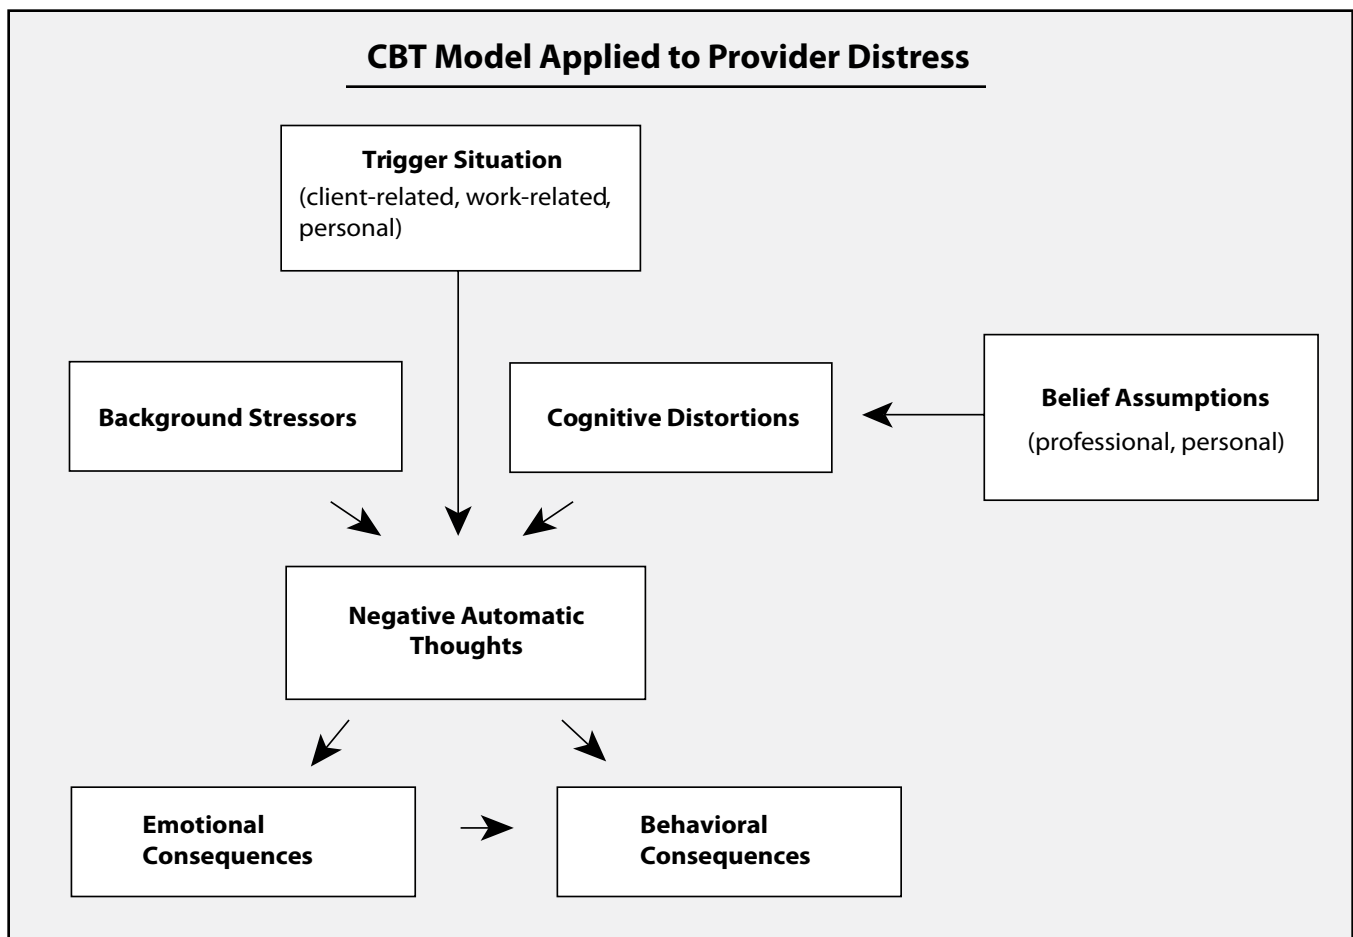 CBT Model Applied to Provider Distress
Trigger Situation
(client-related, work-related,
personal)
Background Stressors
Cognitive Distortions
Belief Assumptions
(professional, personal)
Negative Automatic
Thoughts
Emotional
Consequences
Behavioral
Consequences